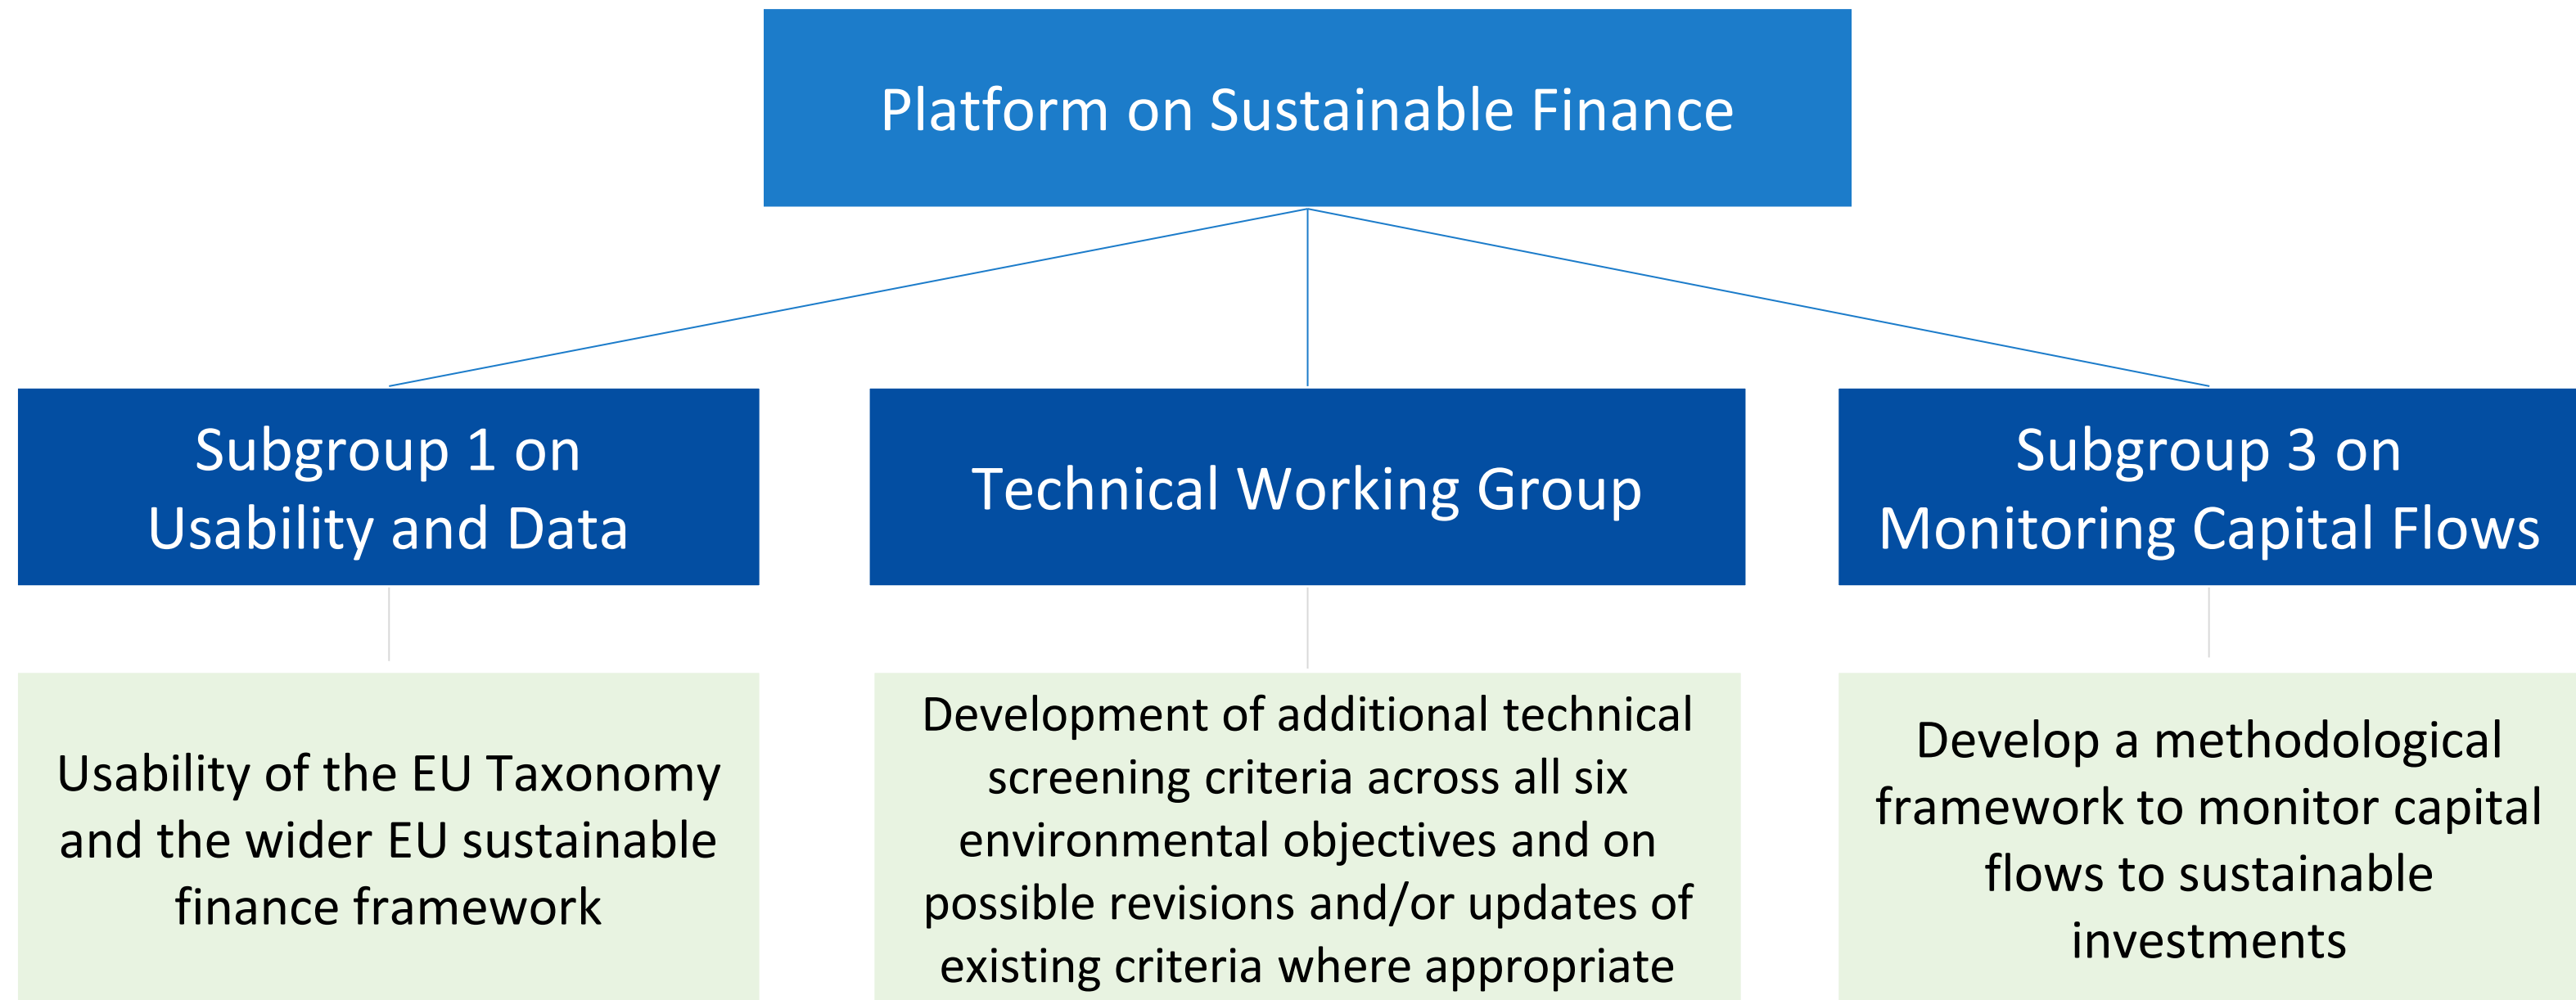 Platform on Sustainable Finance
Subgroup 1 on
Usability and Data
Technical Working Group
Subgroup 3 on
Monitoring Capital Flows
Usability of the EU Taxonomy
and the wider EU sustainable
finance framework
Development of additional technical
screening criteria across all six
environmental objectives and on
possible revisions and/or updates of
existing criteria where appropriate
Develop a methodological
framework to monitor capital
flows to sustainable
investments